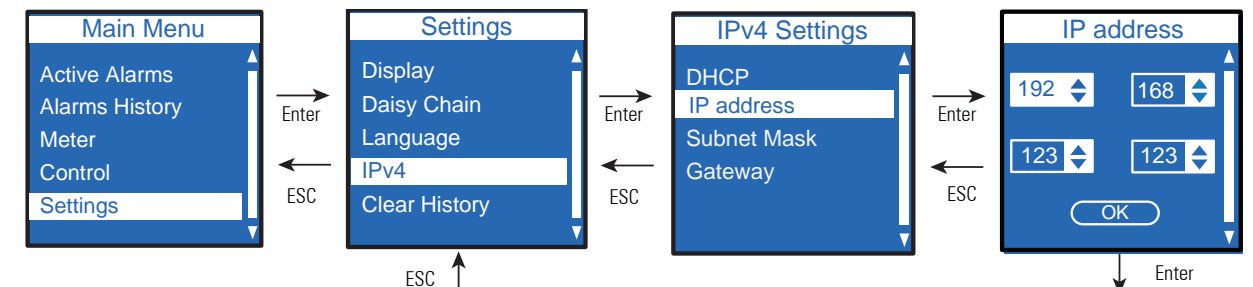 Main Menu
Active Alarms
Alarms History
Meter
Control
Settings
Enter
ESC
Settings
Display
Daisy Chain
Language
IPv4
Clear History
Enter
ESC
IPv4 Settings
DHCP
IP address
Subnet Mask
Gateway
Enter
ESC
IP address
192 168
123 123
OK
ESC
Enter